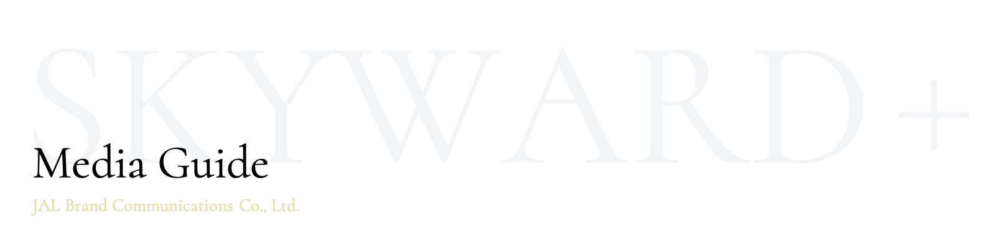 SKYWARD+
Media Guide
JAL Brand Communications Co., Ltd.